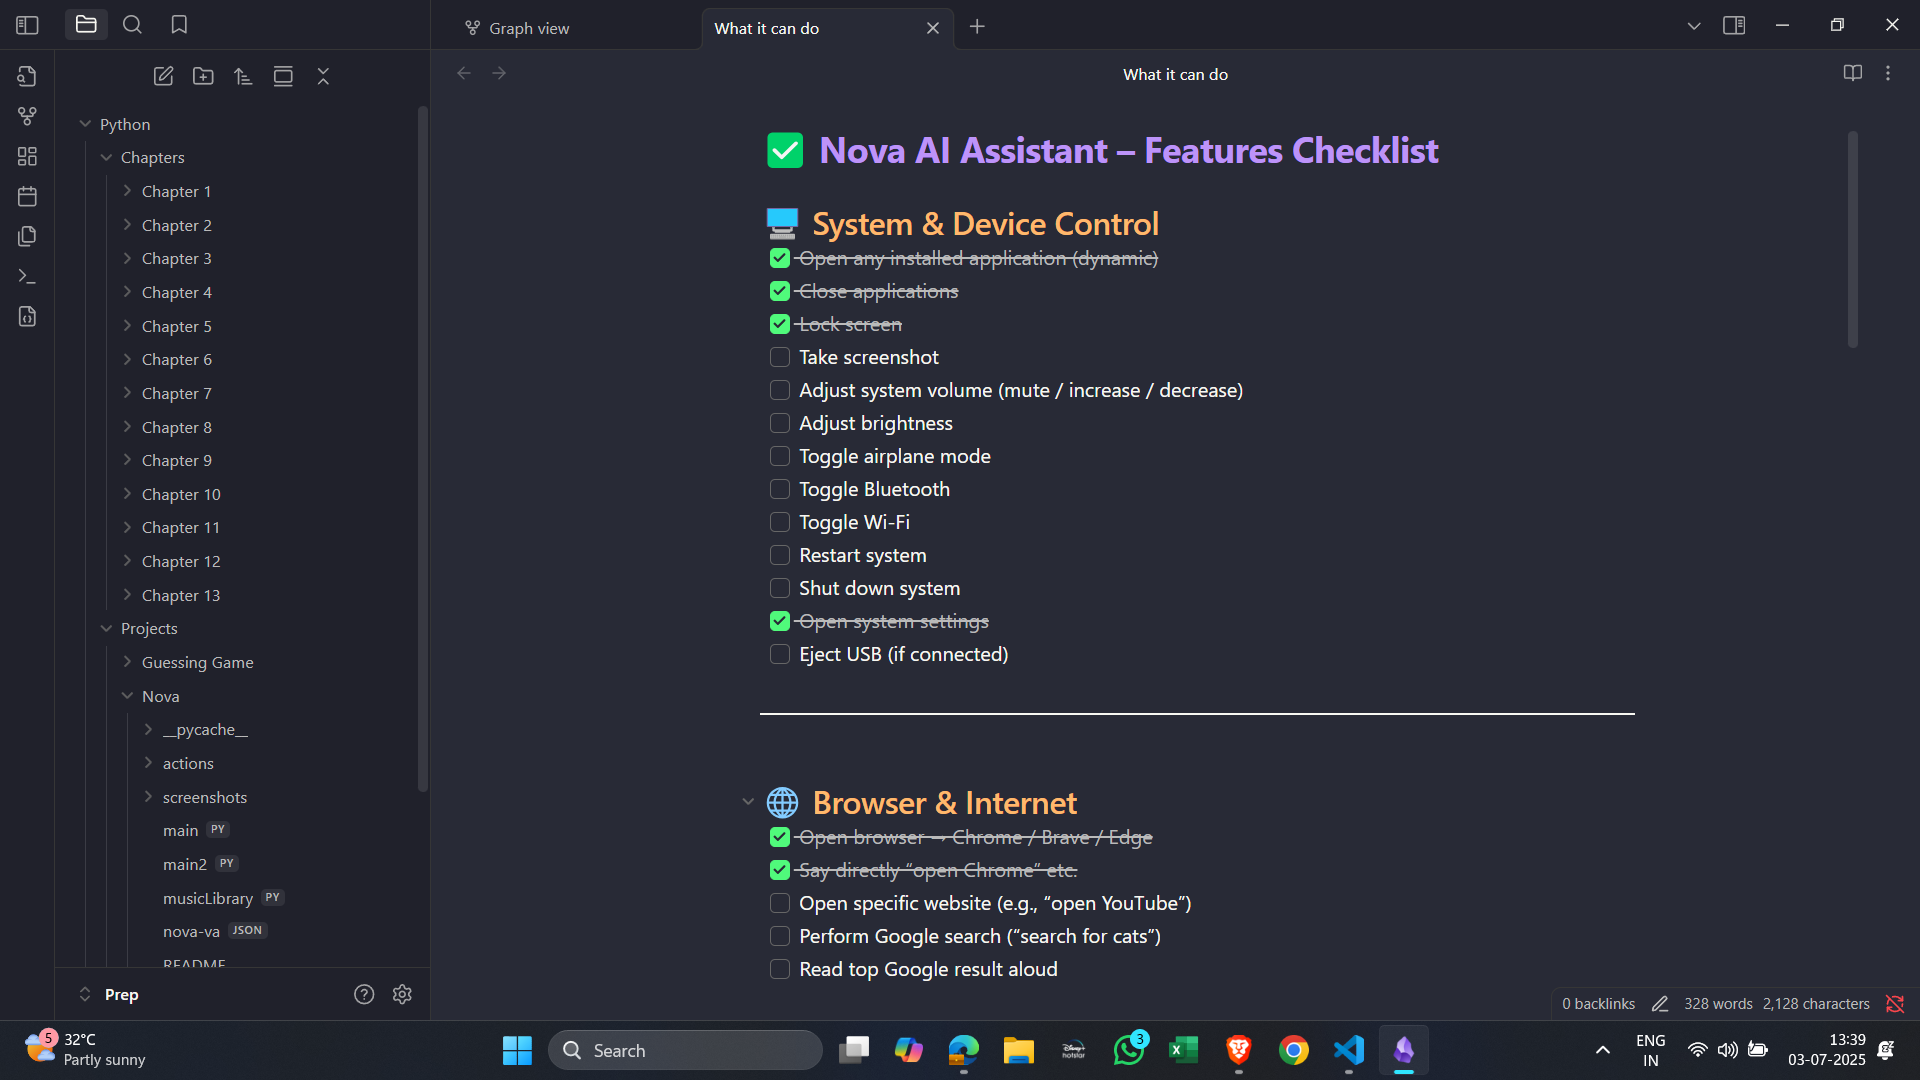 Graph view
What it can do
What it can do
Python
Chapters
Chapter 1
Chapter 2
Chapter 3
Chapter 4
Chapter 5
Chapter 6
Chapter 7
Chapter 8
Chapter 9
Chapter 10
Chapter 11
Chapter 12
Chapter 13
Projects
Guessing Game
Nova
__pycache__
actions
screenshots
main PY
main2 PY
musicLibrary PY
nova-va JSON
README
Prep
Nova AI Assistant – Features Checklist
System & Device Control
Open any installed application (dynamic)
Close applications
Lock screen
Take screenshot
Adjust system volume (mute / increase / decrease)
Adjust brightness
Toggle airplane mode
Toggle Bluetooth
Toggle Wi-Fi
Restart system
Shut down system
Open system settings
Eject USB (if connected)
Browser & Internet
Open browser → Chrome / Brave / Edge
Say directly “open Chrome” etc.
Open specific website (e.g., “open YouTube”)
Perform Google search (“search for cats”)
Read top Google result aloud
0 backlinks 328 words 2,128 characters
5
32°C
Partly sunny
Search
Disney+
hotstar
3
ENG
IN
13:39
03-07-2025